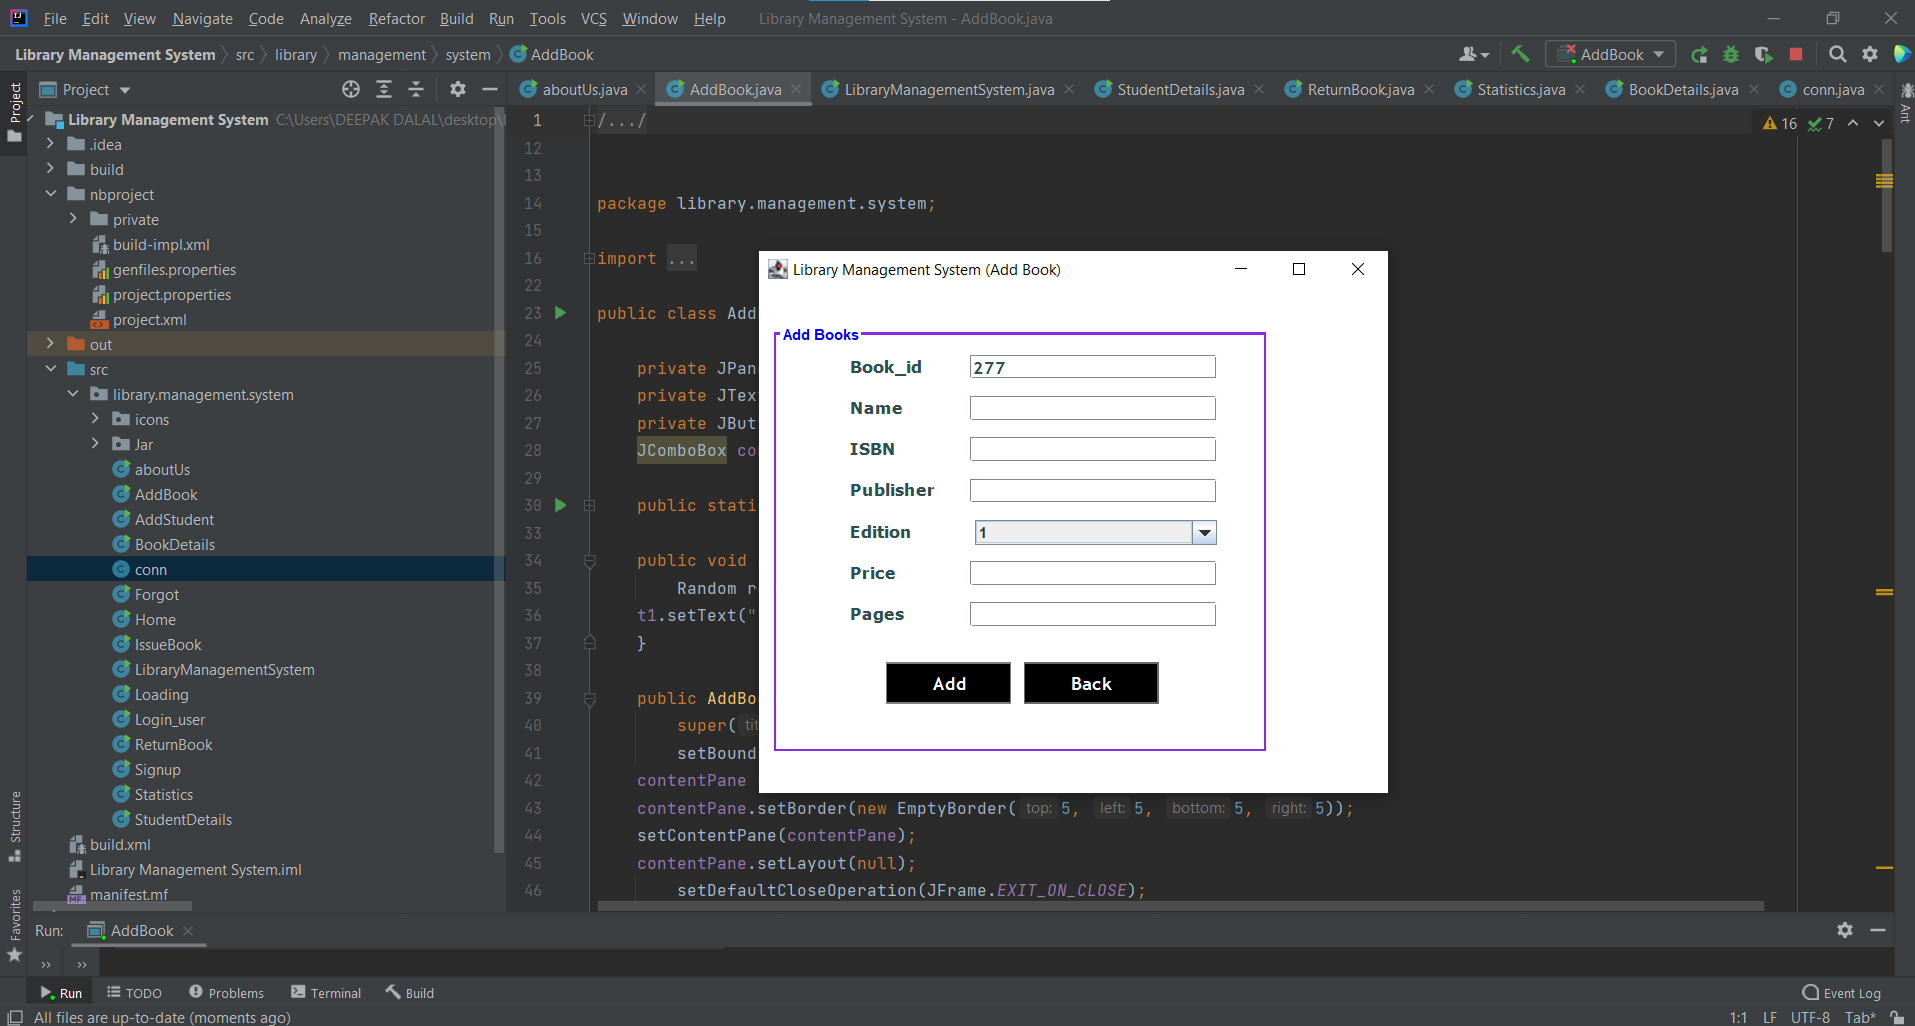 File Edit View Navigate Code Analyze Refactor Build Run Tools VCS Window Help Library Management System - AddBook.java
Library Management System src library management system AddBook AddBook
Project
Project
aboutUs.java AddBook.java LibraryManagementSystem.java StudentDetails.java ReturnBook.java Statistics.java BookDetails.java conn.java
Ant
Library Management System C:\Users\DEEPAK DALAL\desktop\
.idea
build
nbproject
private
build-impl.xml
genfiles.properties
project.properties
project.xml
out
src
library.management.system
icons
Jar
aboutUs
AddBook
AddStudent
BookDetails
conn
Forgot
Home
IssueBook
LibraryManagementSystem
Loading
Login_user
ReturnBook
Signup
Statistics
StudentDetails
build.xml
Library Management System.iml
manifest.mf
Structure
Favorites
16 7
1 /.../
12
13
14 package library.management.system;
15
16 import ...
22
23 public class Add
24
25 private JPan
26 private JTex
27 private JBut
28 JComboBox co
29
30 public stati
33
34 public void
35 Random r
36 t1.setText("
37 }
38
39 public AddBo
40 super( tit
41 setBound
42 contentPane
43 contentPane.setBorder(new EmptyBorder( top: 5, left: 5, bottom: 5, right: 5));
44 setContentPane(contentPane);
45 contentPane.setLayout(null);
46 setDefaultCloseOperation(JFrame.EXIT_ON_CLOSE);
Library Management System (Add Book)
Add Books
Book_id 277
Name
ISBN
Publisher
Edition 1
Price
Pages
Add Back
Run: AddBook
Run TODO Problems Terminal Build Event Log
All files are up-to-date (moments ago) 1:1 LF UTF-8 Tab*